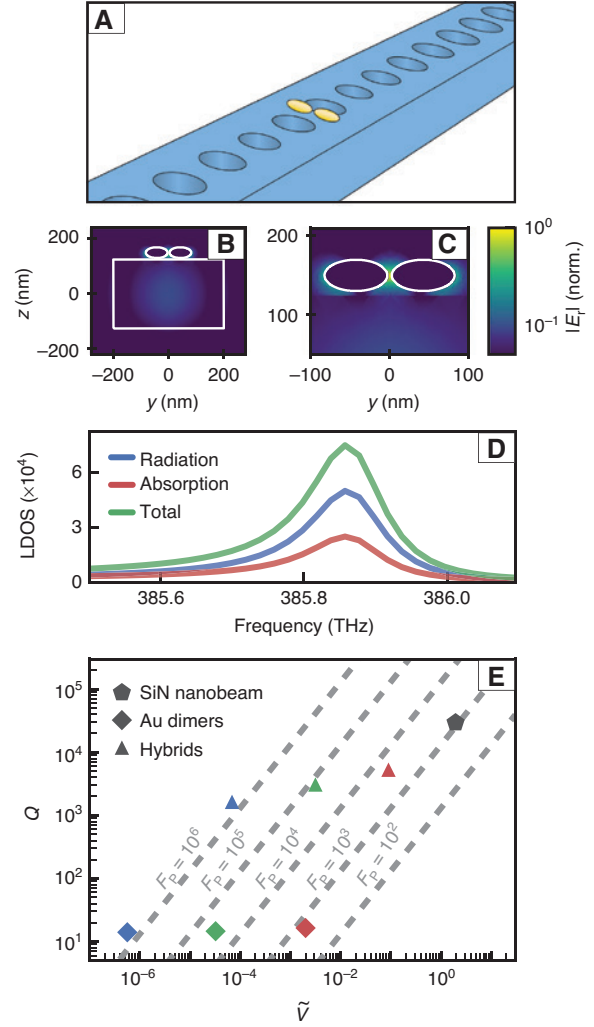 A
B
200
0
−200
z (nm)
−200
0
200
y (nm)
C
200
100
−100
0
100
y (nm)
10⁰
10⁻¹
|Eᵣ| (norm.)
D
Radiation
Absorption
Total
6
3
0
LDOS (×10⁴)
385.6
385.8
386.0
Frequency (THz)
E
SiN nanobeam
Au dimers
Hybrids
10⁵
10⁴
10³
10²
10¹
Q
F_P = 10⁶
F_P = 10⁵
F_P = 10⁴
F_P = 10³
F_P = 10²
10⁻⁶
10⁻⁴
10⁻²
10⁰
Ṽ